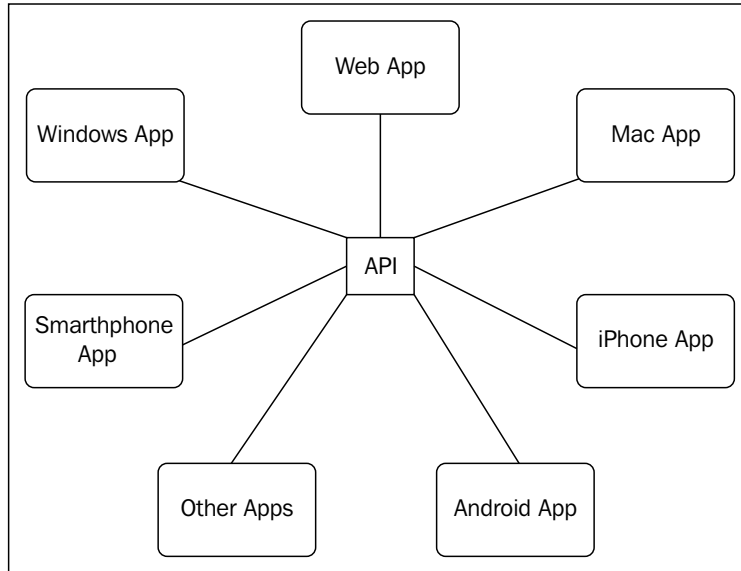 Web App
Windows App
Mac App
API
Smarthphone
App
iPhone App
Other Apps
Android App